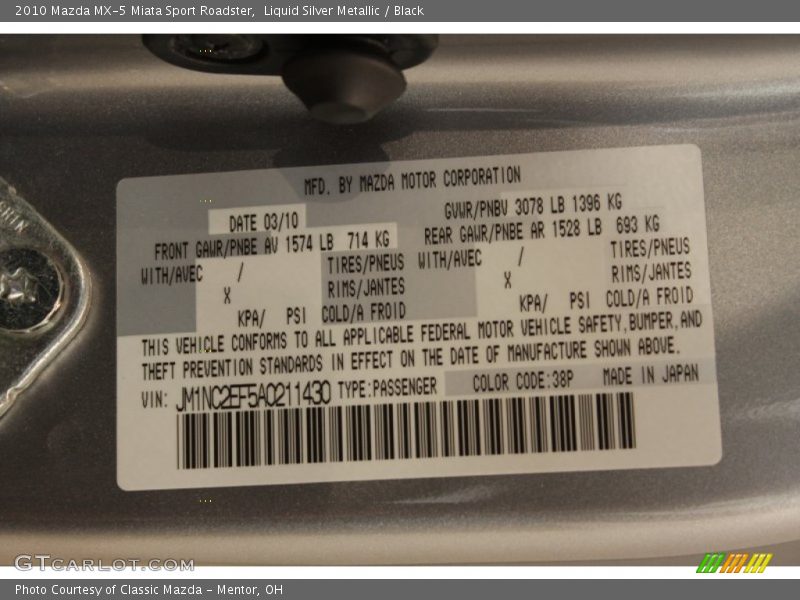 2010 Mazda MX-5 Miata Sport Roadster, Liquid Silver Metallic / Black
MFD. BY MAZDA MOTOR CORPORATION
DATE 03/10 GVWR/PNBV 3078 LB 1396 KG
FRONT GAWR/PNBE AV 1574 LB 714 KG REAR GAWR/PNBE AR 1528 LB 693 KG
WITH/AVEC / TIRES/PNEUS WITH/AVEC / TIRES/PNEUS
X RIMS/JANTES X RIMS/JANTES
KPA/ PSI COLD/A FROID KPA/ PSI COLD/A FROID
THIS VEHICLE CONFORMS TO ALL APPLICABLE FEDERAL MOTOR VEHICLE SAFETY, BUMPER, AND
THEFT PREVENTION STANDARDS IN EFFECT ON THE DATE OF MANUFACTURE SHOWN ABOVE.
VIN: JM1NC2EF5A0211430 TYPE:PASSENGER COLOR CODE:38P MADE IN JAPAN
GTCARLOT.COM
Photo Courtesy of Classic Mazda - Mentor, OH